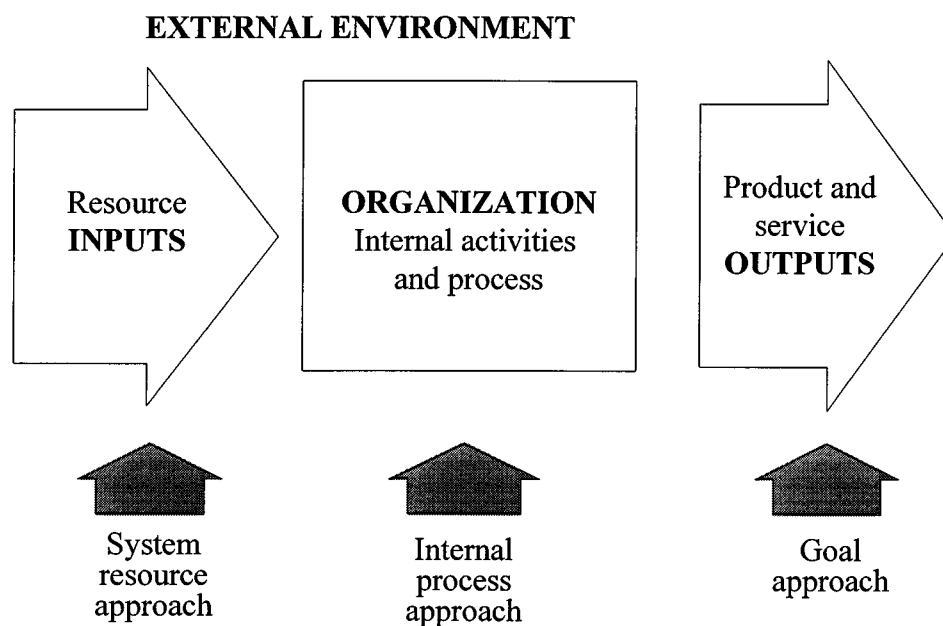 EXTERNAL ENVIRONMENT
Resource
INPUTS
ORGANIZATION
Internal activities
and process
Product and
service
OUTPUTS
System
resource
approach
Internal
process
approach
Goal
approach